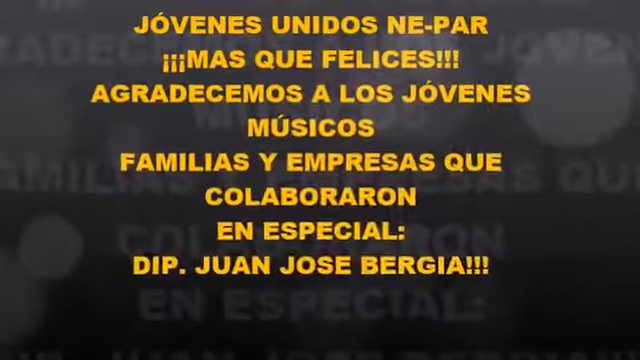 JÓVENES UNIDOS NE-PAR
¡¡¡MAS QUE FELICES!!!
AGRADECEMOS A LOS JÓVENES
MÚSICOS
FAMILIAS Y EMPRESAS QUE
COLABORARON
EN ESPECIAL:
DIP. JUAN JOSE BERGIA!!!